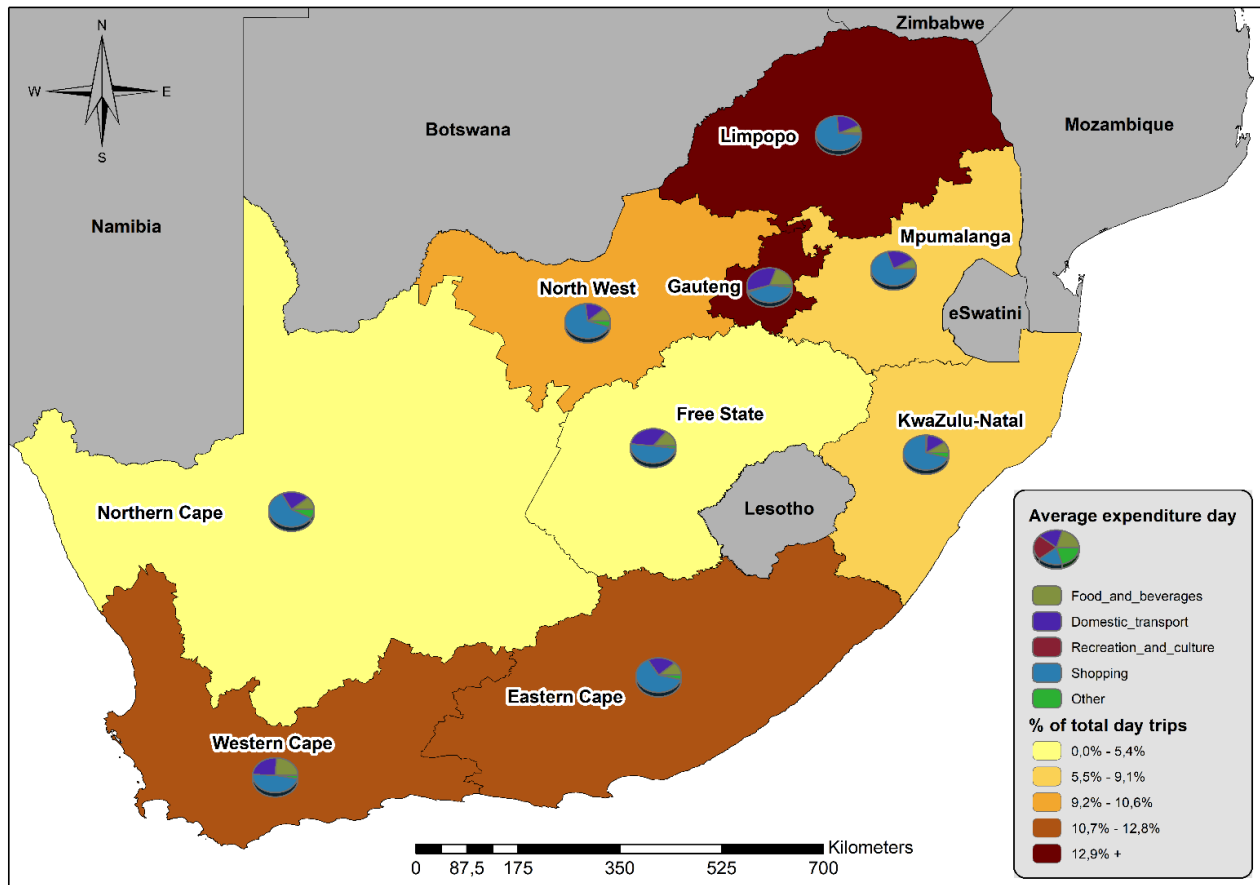 Zimbabwe
N
W
E
S
Botswana
Mozambique
Limpopo
Namibia
Mpumalanga
North West
Gauteng
eSwatini
Free State
KwaZulu-Natal
Northern Cape
Lesotho
Eastern Cape
Western Cape
Average expenditure day
Food_and_beverages
Domestic_transport
Recreation_and_culture
Shopping
Other
% of total day trips
0,0% - 5,4%
5,5% - 9,1%
9,2% - 10,6%
10,7% - 12,8%
12,9% +
Kilometers
0 87,5 175 350 525 700